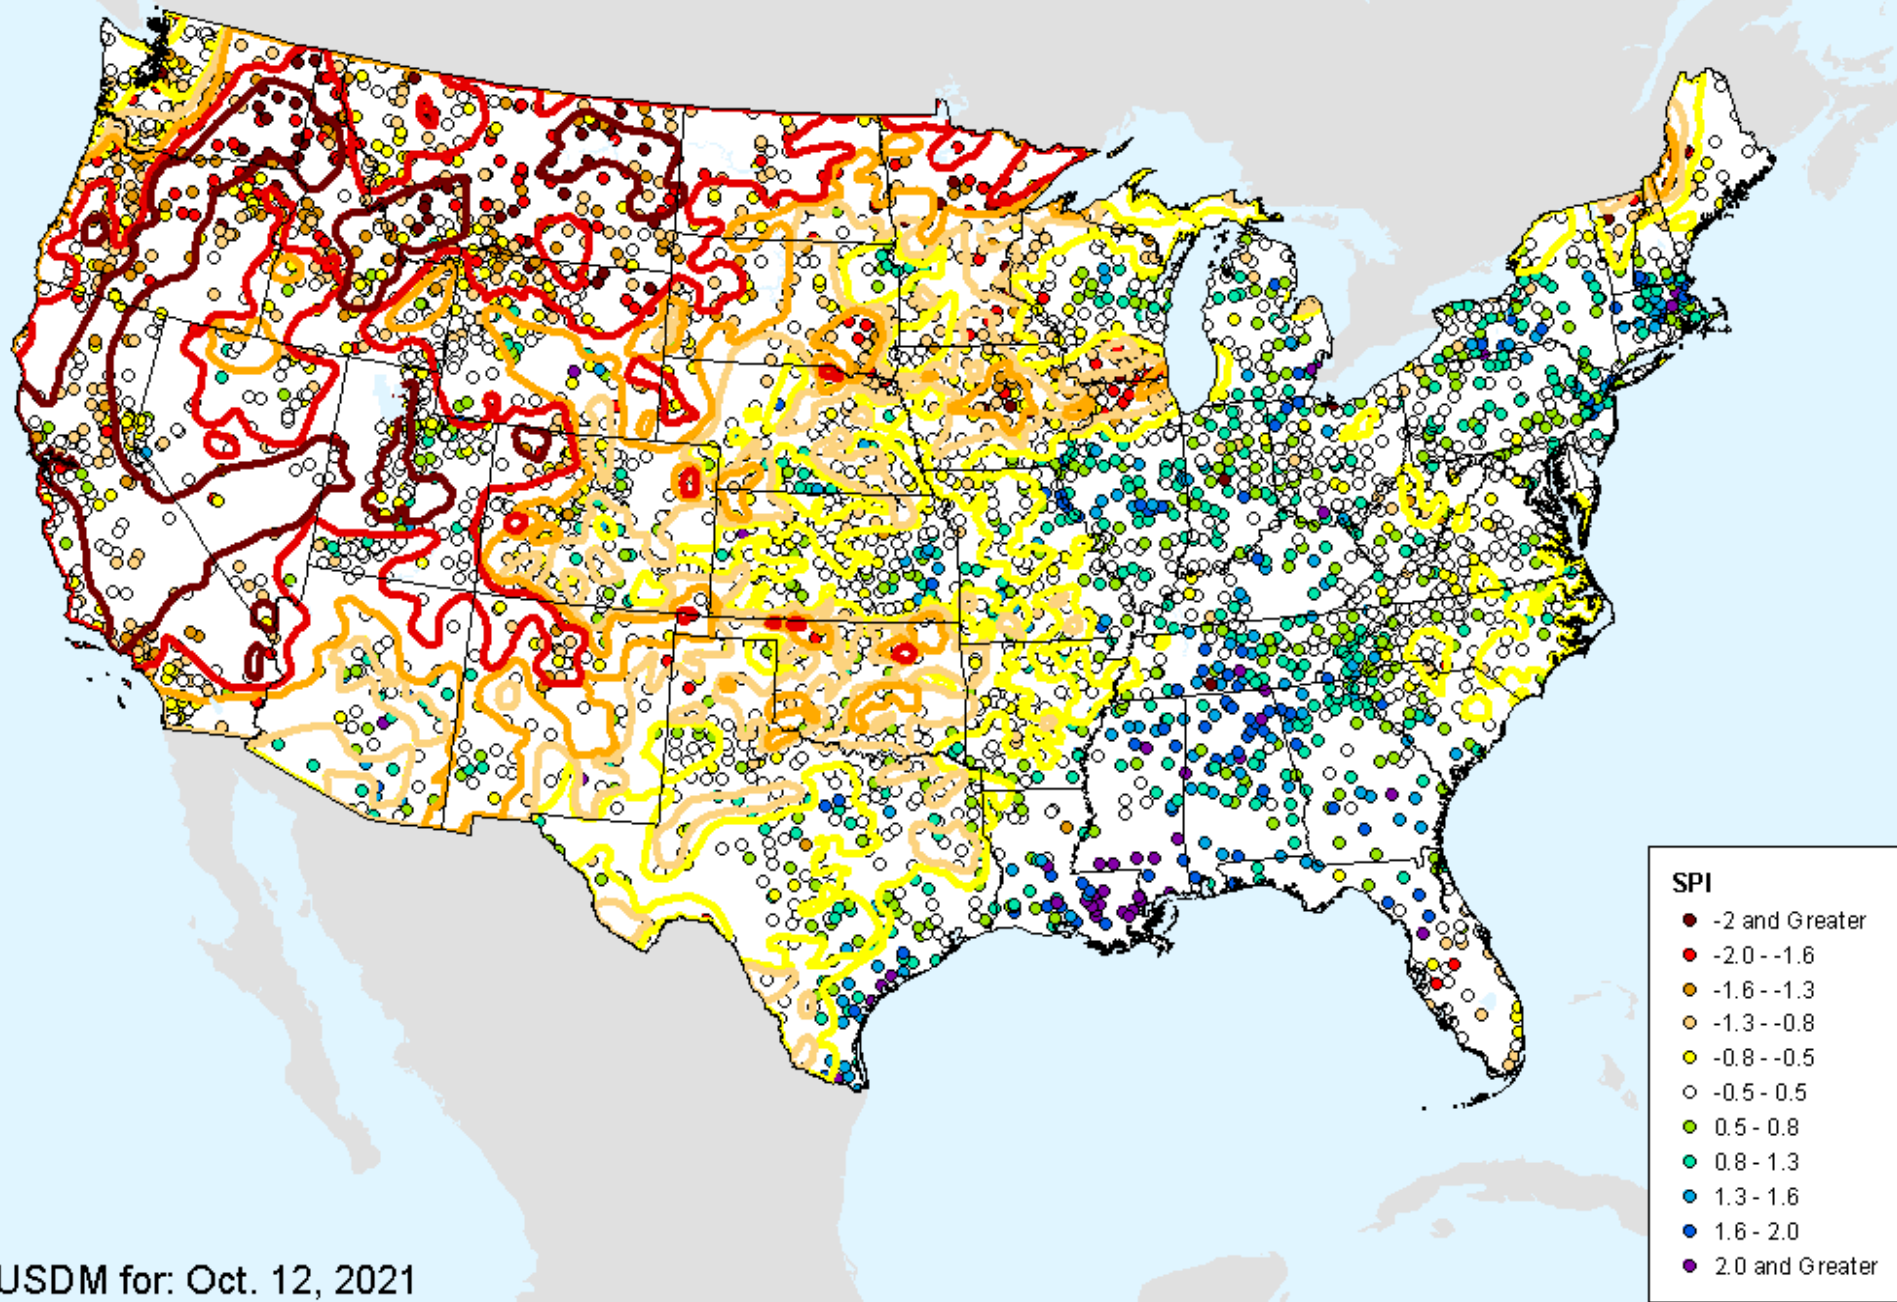 SPI
-2 and Greater
-2.0 - -1.6
-1.6 - -1.3
-1.3 - -0.8
-0.8 - -0.5
-0.5 - 0.5
0.5 - 0.8
0.8 - 1.3
1.3 - 1.6
1.6 - 2.0
2.0 and Greater
USDM for: Oct. 12, 2021